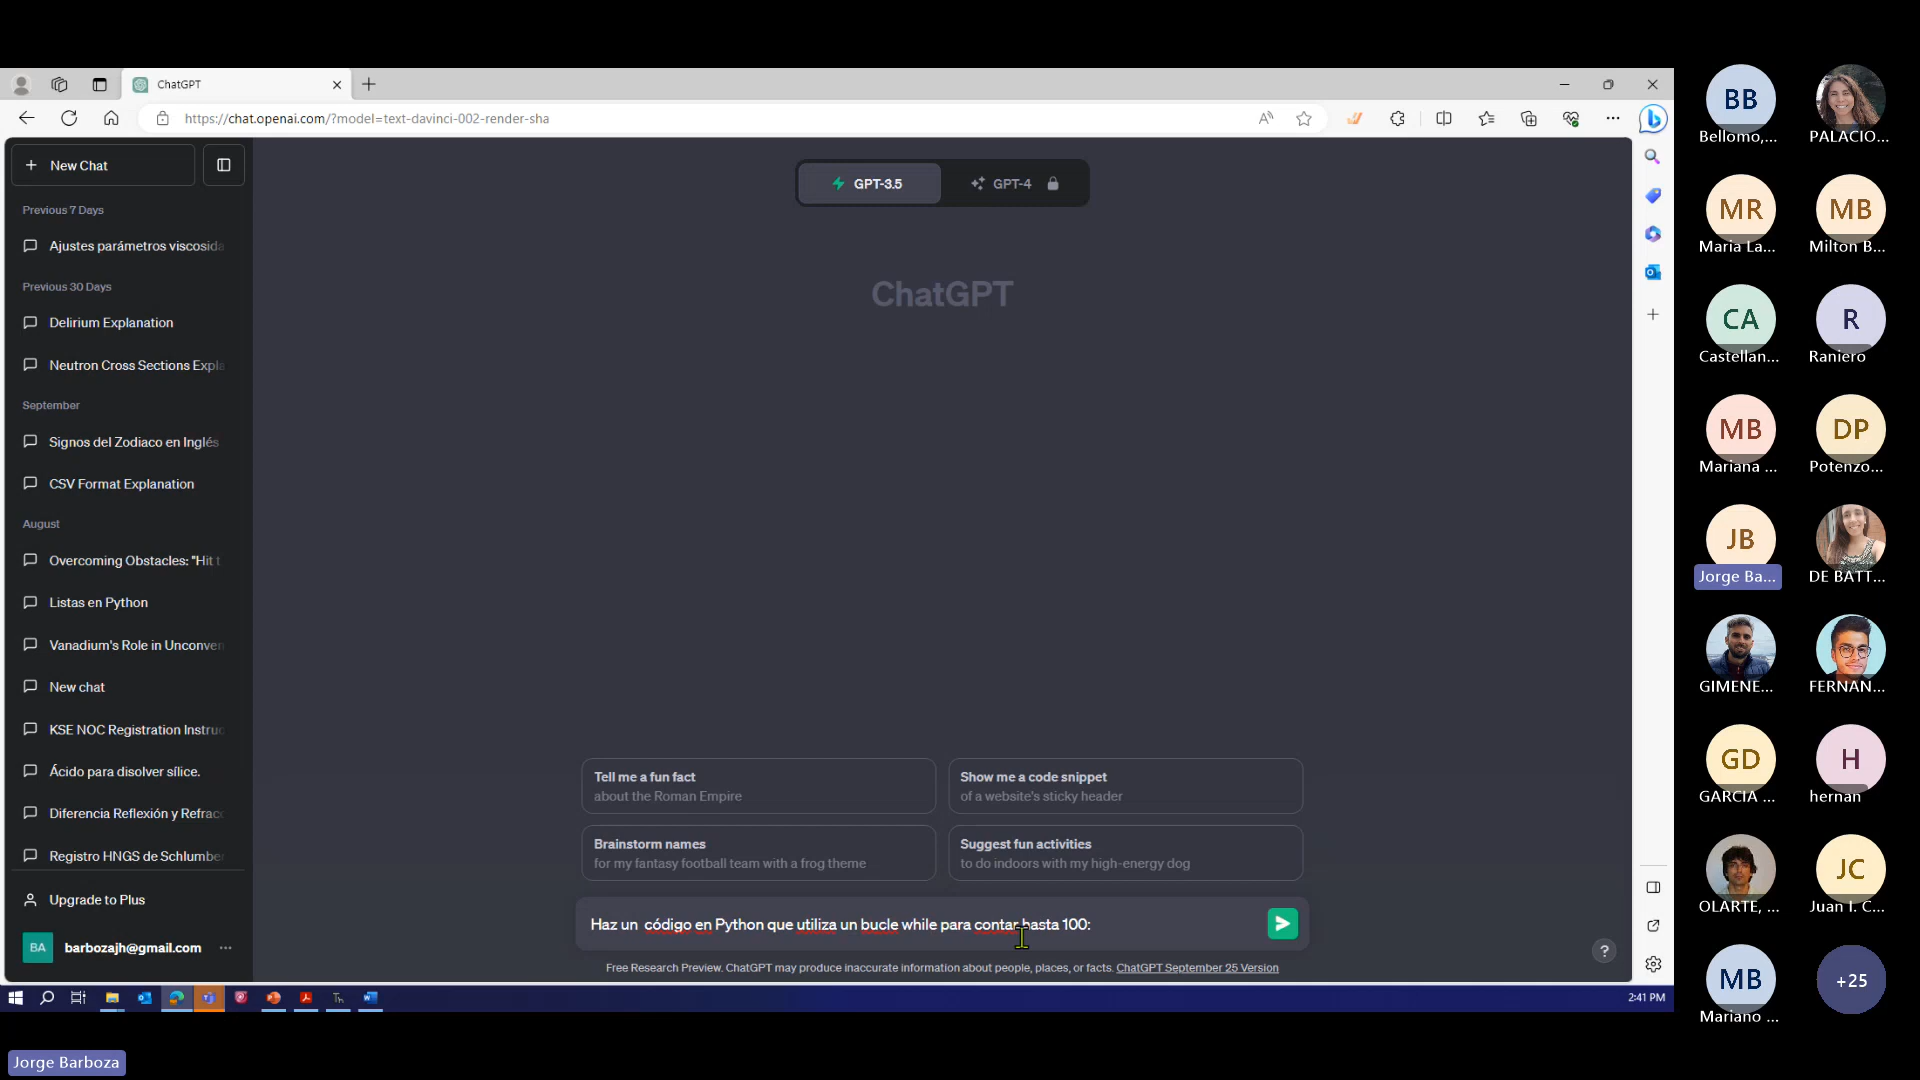 ChatGPT
https://chat.openai.com/?model=text-davinci-002-render-sha
New Chat
Previous 7 Days
Ajustes parámetros viscosida
Previous 30 Days
Delirium Explanation
Neutron Cross Sections Expla
September
Signos del Zodiaco en Inglés
CSV Format Explanation
August
Overcoming Obstacles: "Hit t
Listas en Python
Vanadium's Role in Unconven
New chat
KSE NOC Registration Instruc
Ácido para disolver sílice.
Diferencia Reflexión y Refracc
Registro HNGS de Schlumber
Upgrade to Plus
BA barbozajh@gmail.com
GPT-3.5 GPT-4
ChatGPT
Tell me a fun fact
about the Roman Empire
Show me a code snippet
of a website's sticky header
Brainstorm names
for my fantasy football team with a frog theme
Suggest fun activities
to do indoors with my high-energy dog
Haz un código en Python que utiliza un bucle while para contar hasta 100:
Free Research Preview. ChatGPT may produce inaccurate information about people, places, or facts. ChatGPT September 25 Version
?
2:41 PM
BB
Bellomo,... PALACIO...
MR MB
Maria La... Milton B...
CA R
Castellan... Raniero
MB DP
Mariana ... Potenzo...
JB
Jorge Ba... DE BATT...
GIMENE... FERNAN...
GD H
GARCIA ... hernan
JC
OLARTE, ... Juan I. C...
MB +25
Mariano ...
Jorge Barboza